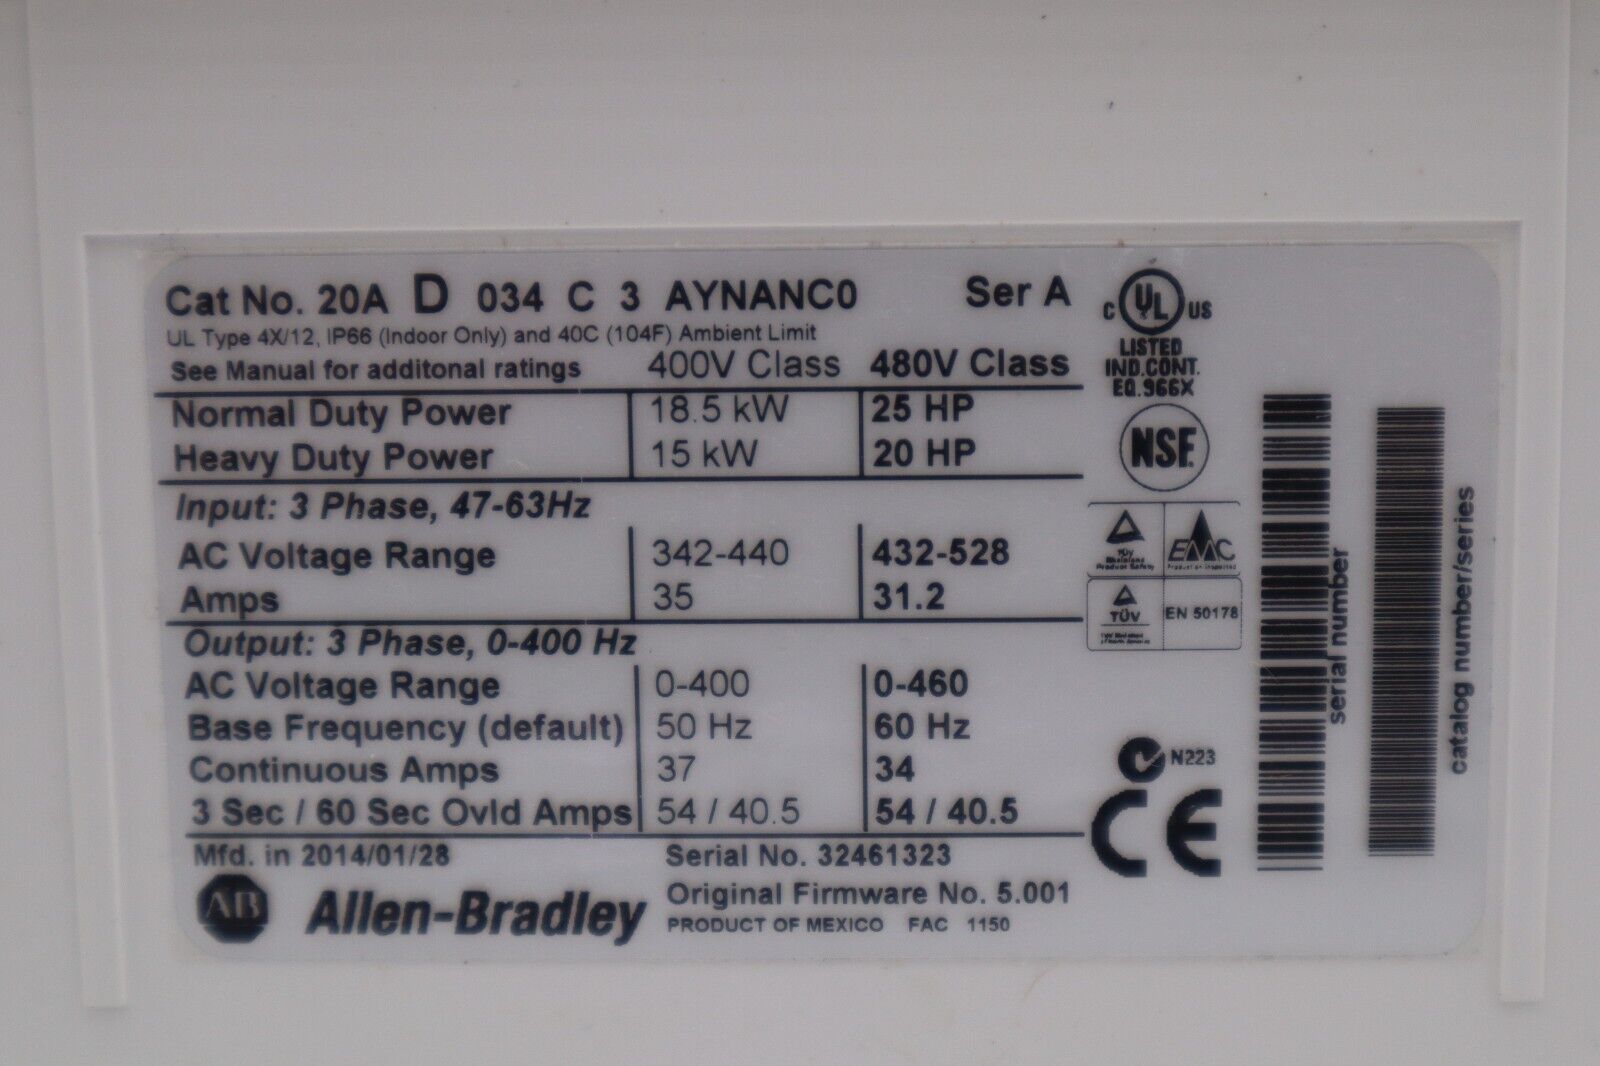 Cat No. 20A D 034 C 3 AYNANC0 Ser A
UL Type 4X/12, IP66 (Indoor Only) and 40C (104F) Ambient Limit
See Manual for additonal ratings 400V Class 480V Class
Normal Duty Power 18.5 kW 25 HP
Heavy Duty Power 15 kW 20 HP
Input: 3 Phase, 47-63Hz
AC Voltage Range 342-440 432-528
Amps 35 31.2
Output: 3 Phase, 0-400 Hz
AC Voltage Range 0-400 0-460
Base Frequency (default) 50 Hz 60 Hz
Continuous Amps 37 34
3 Sec / 60 Sec Ovld Amps 54 / 40.5 54 / 40.5
Mfd. in 2014/01/28 Serial No. 32461323
Original Firmware No. 5.001
AB Allen-Bradley
PRODUCT OF MEXICO FAC 1150
C UL US
LISTED
IND.CONT.
EQ.966X
NSF.
TÜV
Rheinland
Product Safety
EMC
Production inspected
TÜV
EN 50178
N223
CE
serial number
catalog number/series